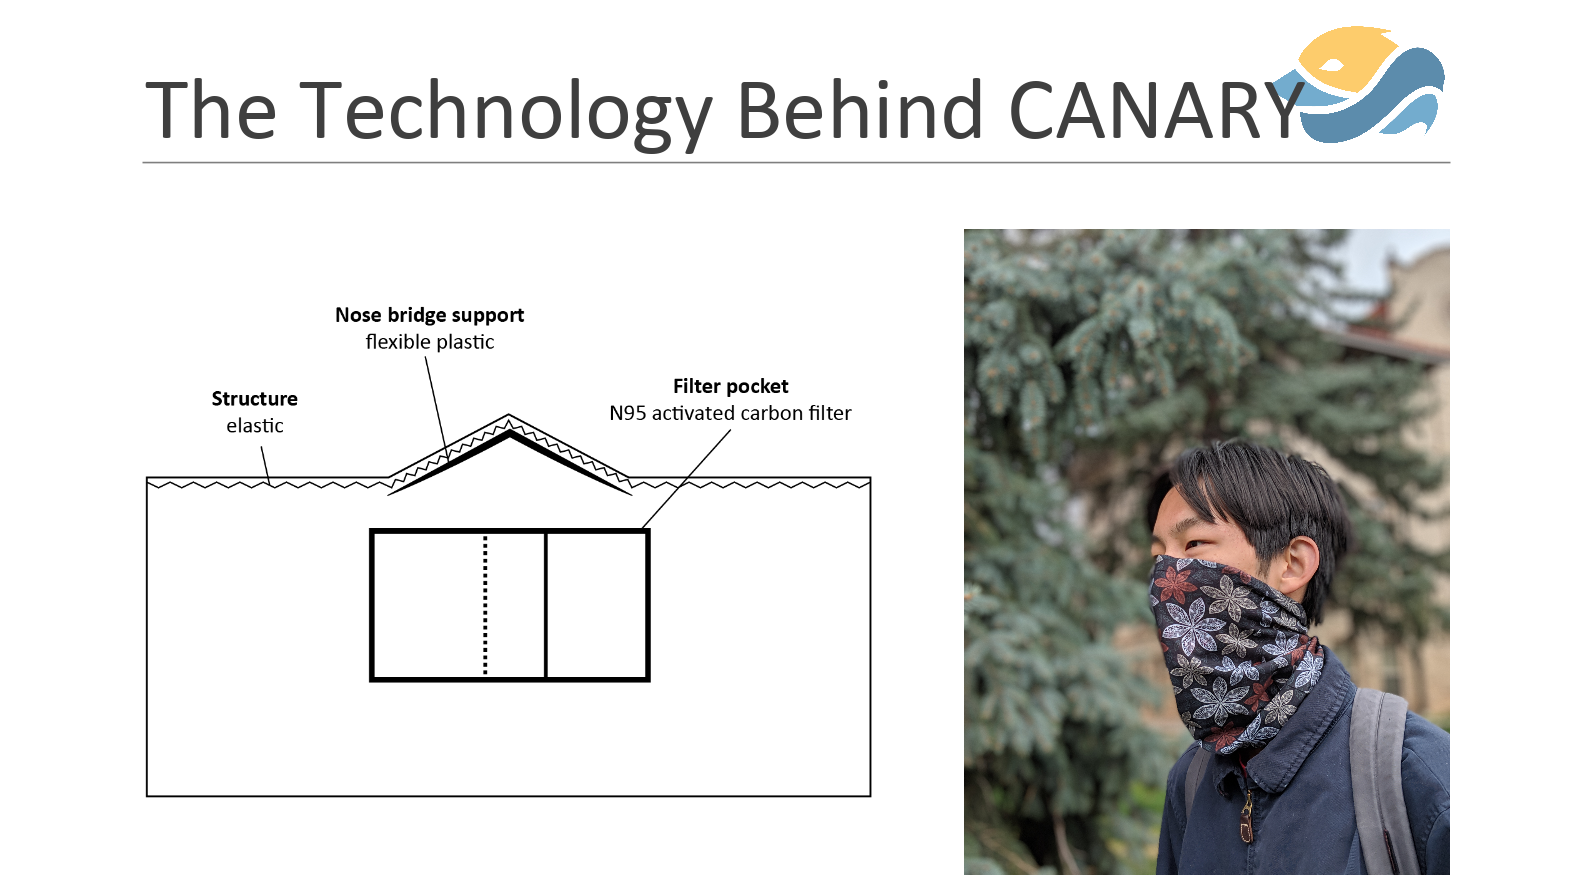 The Technology Behind CANARY
Nose bridge support
flexible plastic
Structure
elastic
Filter pocket
N95 activated carbon filter